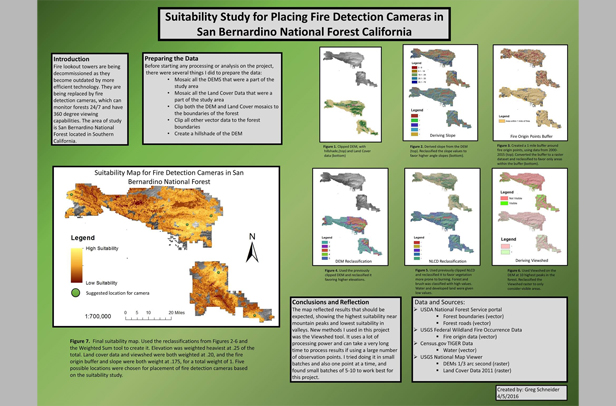 Suitability Study for Placing Fire Detection Cameras in
San Bernardino National Forest California
Introduction
Fire lookout towers are being
decommissioned as they
become outdated by more
efficient technology. They are
being replaced by fire
detection cameras, which can
monitor forests 24/7 and have
360 degree viewing
capabilities. The area of study
is San Bernardino National
Forest located in Southern
California.
Preparing the Data
Before starting any processing or analysis on the project,
there were several things I did to prepare the data:
• Mosaic all the DEMS that were a part of the
study area
• Mosaic all the Land Cover Data that were a
part of the study area
• Clip both the DEM and Land Cover mosaics to
the boundaries of the forest
• Clip all other vector data to the forest
boundaries
• Create a hillshade of the DEM
Figure 1. Clipped DEM, with
hillshade (top) and Land Cover
data (bottom).
Legend
Deriving Slope
Figure 2. Derived slope from the DEM
(top). Reclassified the slope values to
favor higher angle slopes (bottom).
Legend
Fire Origin Points Buffer
Figure 3. Created a 1 mile buffer around
fire origin points, using data from 2000-
2015 (top). Converted the buffer to a raster
dataset and reclassified to favor only areas
within the buffer (bottom).
Suitability Map for Fire Detection Cameras in San
Bernardino National Forest
Legend
High Suitability
Low Suitability
Suggested location for camera
N
0 5 10 20 Miles
1:700,000
Figure 7. Final suitability map. Used the reclassifications from Figures 2-6 and
the Weighted Sum tool to create it. Elevation was weighted heaviest at .25 of the
total. Land cover data and viewshed were both weighted at .20, and the fire
origin buffer and slope were both weight at .175, for a total weight of 1. Five
possible locations were chosen for placement of fire detection cameras based
on the suitability study.
Legend
DEM Reclassification
Figure 4. Used the previously
clipped DEM and reclassified it
favoring higher elevations.
Legend
NLCD Reclassification
Figure 5. Used previously clipped NLCD
and reclassified it to favor vegetation
more prone to burning. Forest and
brush was classified with high values.
Water and developed land were given
low values.
Legend
Not Visible
Visible
Legend
Deriving Viewshed
Figure 6. Used Viewshed on the
DEM at 10 highest peaks in the
forest. Reclassified the
Viewshed raster to only
consider visible areas.
Conclusions and Reflection
The map reflected results that should be
expected, showing the highest suitability near
mountain peaks and lowest suitability in
valleys. New methods I used in this project
was the Viewshed tool. It uses a lot of
processing power and can take a very long
time to process results if using a large number
of observation points. I tried doing it in small
batches and also one point at a time, and
found small batches of 5-10 to work best for
this project.
Data and Sources:
➢ USDA National Forest Service portal
▪ Forest boundaries (vector)
▪ Forest roads (vector)
➢ USGS Federal Wildland Fire Occurrence Data
▪ Fire origin data (vector)
➢ Census.gov TIGER Data
▪ Water (vector)
➢ USGS National Map Viewer
▪ DEMs 1/3 arc second (raster)
▪ Land Cover Data 2011 (raster)
Created by: Greg Schneider
4/5/2016